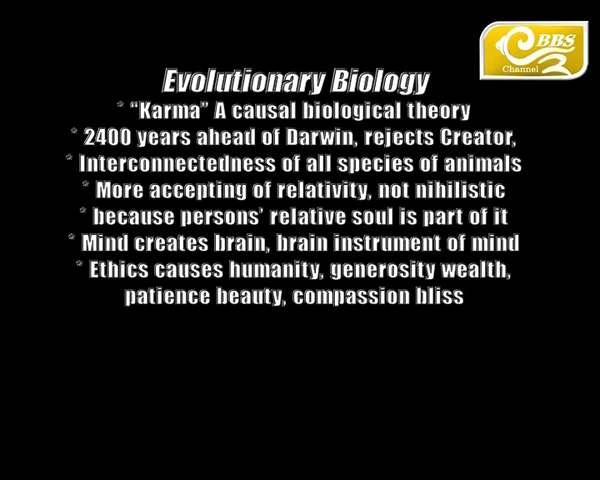 BBS
Channel 2
Evolutionary Biology
* “Karma” A causal biological theory
* 2400 years ahead of Darwin, rejects Creator,
* Interconnectedness of all species of animals
* More accepting of relativity, not nihilistic
* because persons’ relative soul is part of it
* Mind creates brain, brain instrument of mind
* Ethics causes humanity, generosity wealth,
patience beauty, compassion bliss